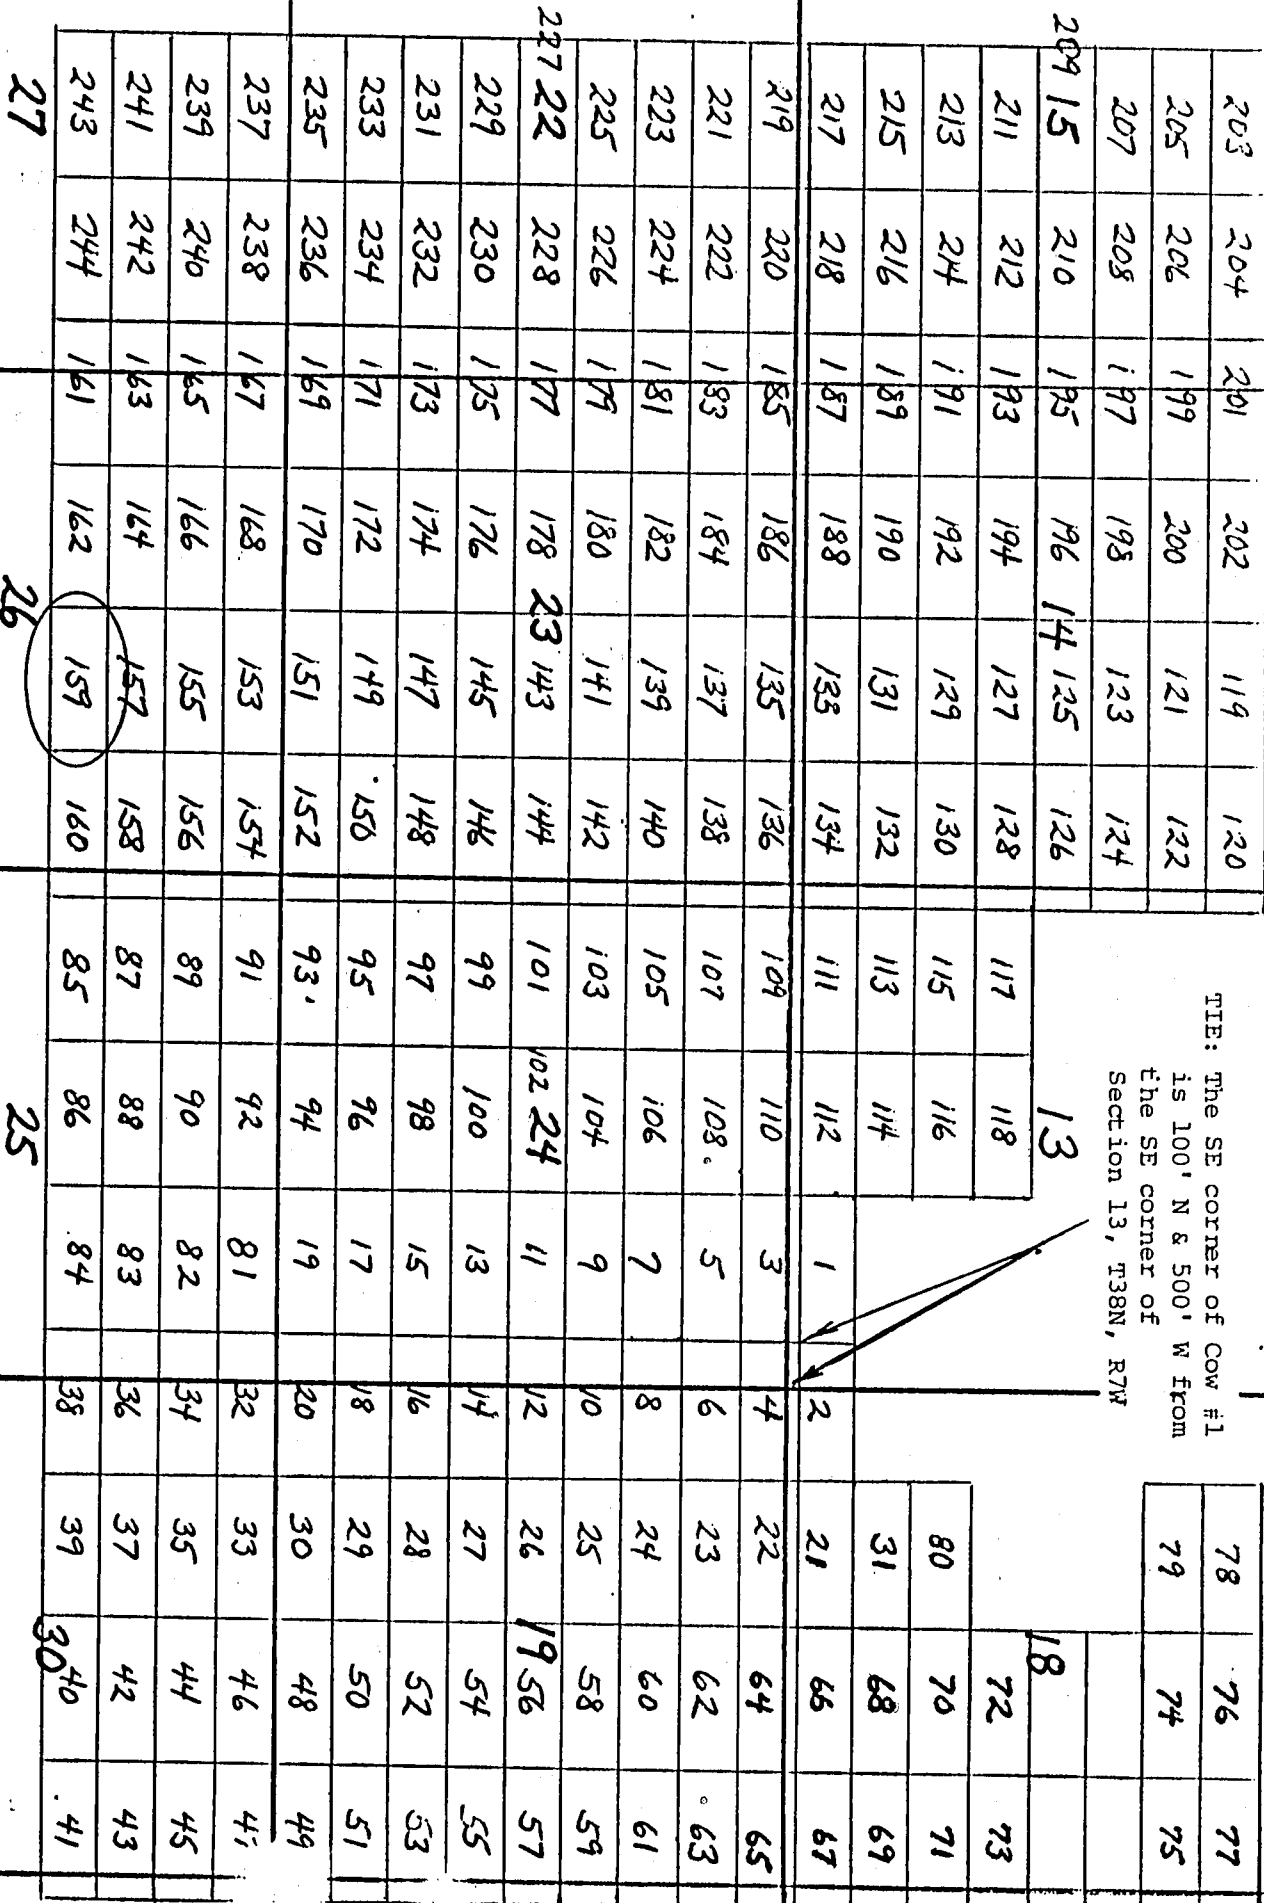 203 204 201 202 119 120 78 76 77
TIE: The SE corner of Cow #1
is 100' N & 500' W from
the SE corner of
Section 13, T38N, R7W
205 206 199 200 121 122 79 74 75
207 208 197 198 123 124
209 15 210 195 196 14 125 126 13 18
211 212 193 194 127 128 117 118 72 73
213 214 191 192 129 130 115 116 80 70 71
215 216 189 190 131 132 113 114 31 68 69
217 218 187 188 133 134 111 112 1 2 21 66 67
219 220 185 186 135 136 109 110 3 4 22 64 65
221 222 183 184 137 138 107 108 5 6 23 62 63
223 224 181 182 139 140 105 106 7 8 24 60 61
225 226 179 180 141 142 103 104 9 10 25 58 59
227 22 228 177 178 23 143 144 101 102 24 11 12 26 19 56 57
229 230 175 176 145 146 99 100 13 14 27 54 55
231 232 173 174 147 148 97 98 15 16 28 52 53
233 234 171 172 149 150 95 96 17 18 29 50 51
235 236 169 170 151 152 93 94 19 20 30 48 49
237 238 167 168 153 154 91 92 81 32 33 46
239 240 165 166 155 156 89 90 82 34 35 44 45
241 242 163 164 157 158 87 88 83 36 37 42 43
243 244 161 162 159 160 85 86 84 38 39 40 41
27 26 25 30